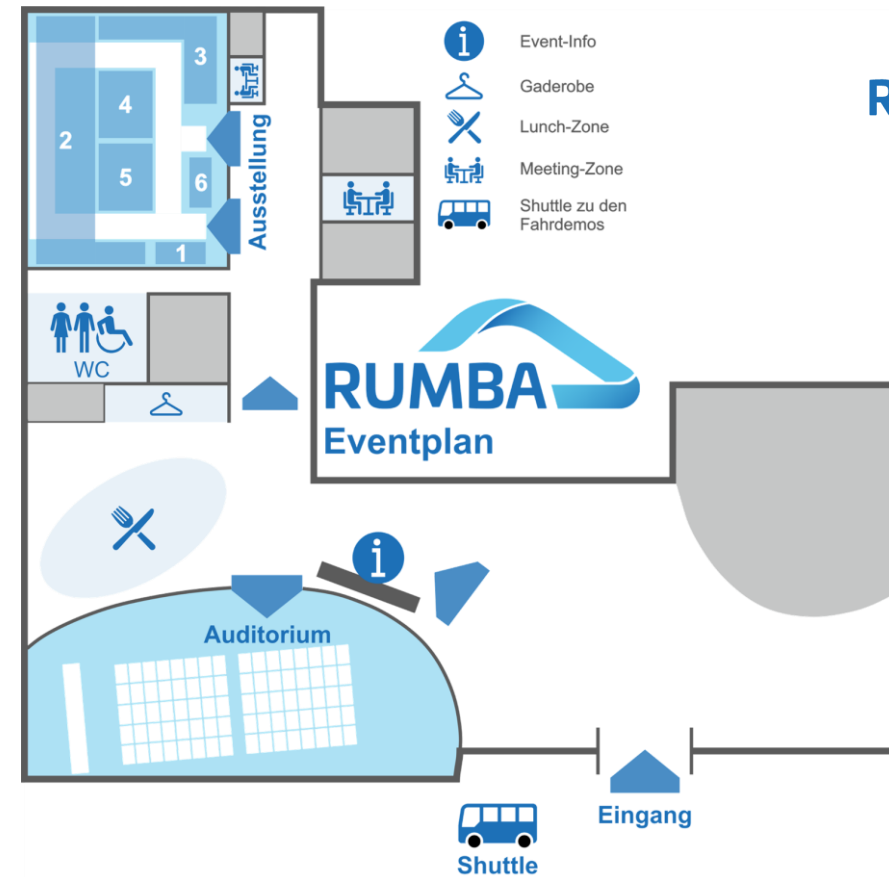 3
4
2
5
6
1
Ausstellung
Event-Info
Gaderobe
Lunch-Zone
Meeting-Zone
Shuttle zu den
Fahrdemos
R
WC
RUMBA
Eventplan
i
Auditorium
Eingang
Shuttle